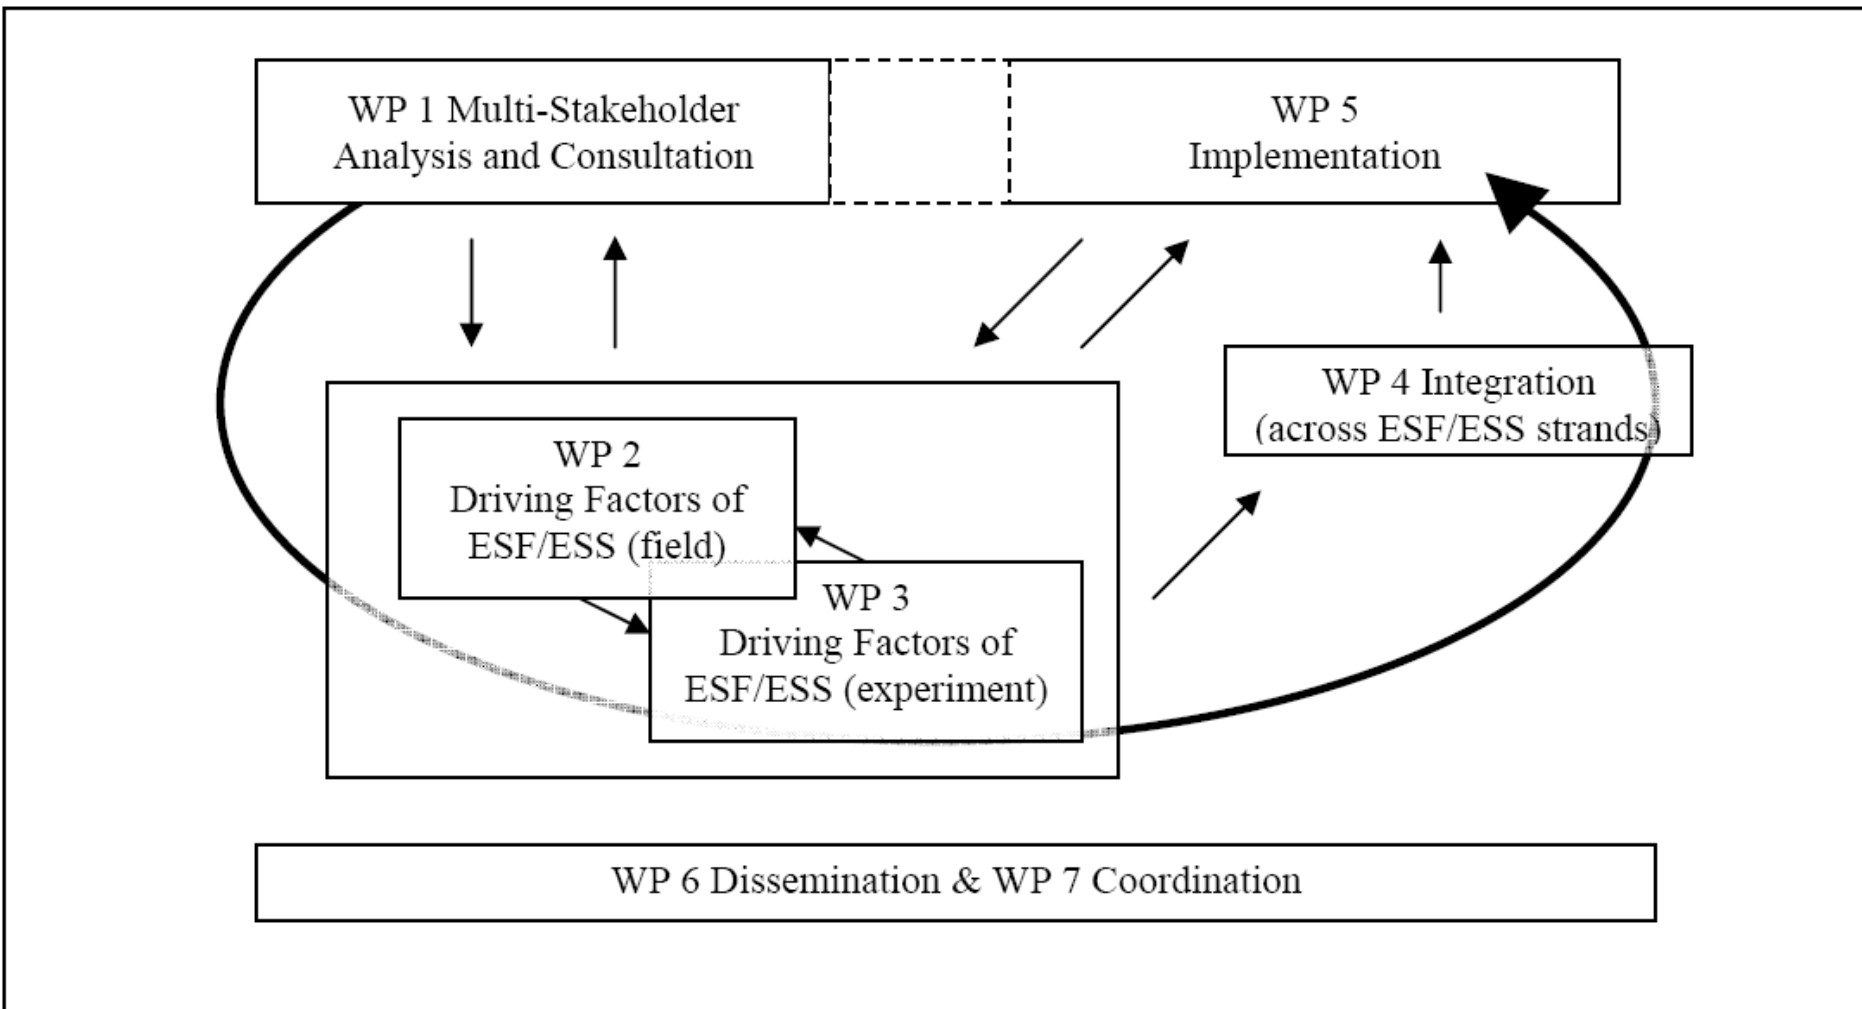 WP 1 Multi-Stakeholder
Analysis and Consultation
WP 5
Implementation
WP 4 Integration
(across ESF/ESS strands)
WP 2
Driving Factors of
ESF/ESS (field)
WP 3
Driving Factors of
ESF/ESS (experiment)
WP 6 Dissemination & WP 7 Coordination